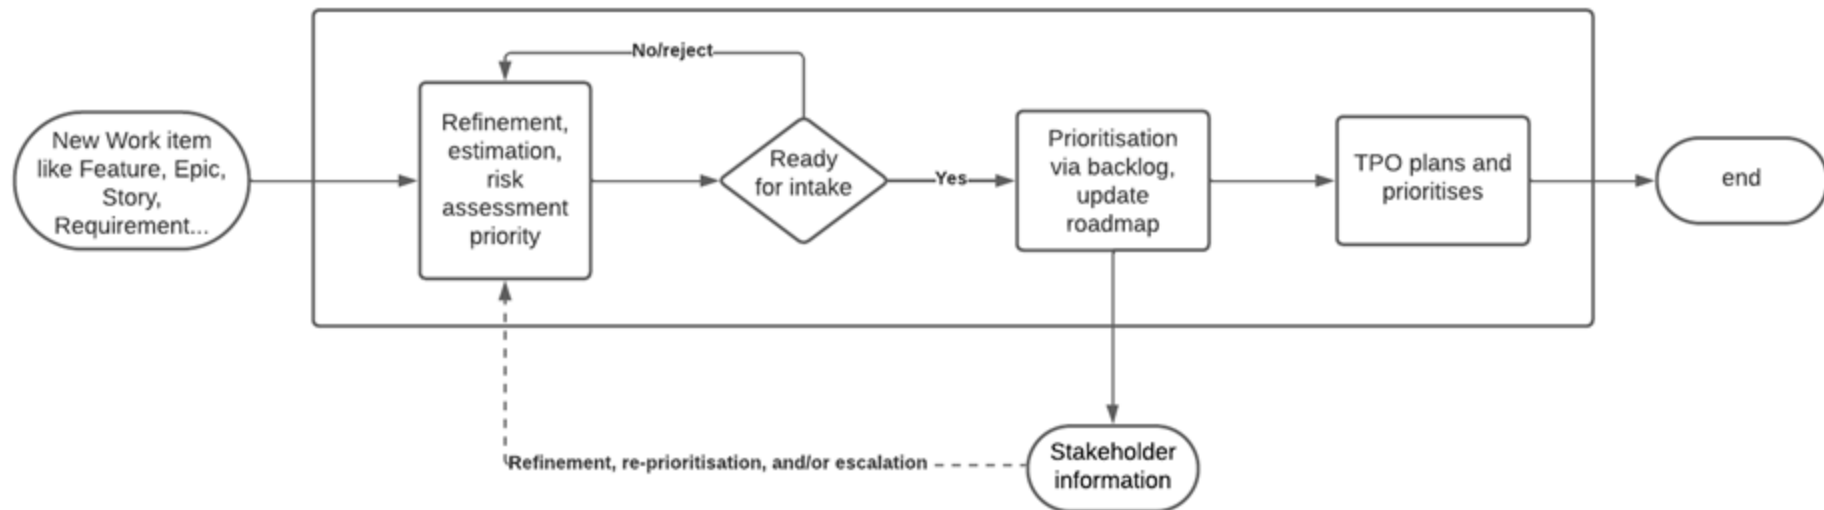 No/reject
New Work item
like Feature, Epic,
Story,
Requirement...
Refinement,
estimation,
risk
assessment
priority
Ready
for intake
Yes
Prioritisation
via backlog,
update
roadmap
TPO plans and
prioritises
end
Refinement, re-prioritisation, and/or escalation
Stakeholder
information